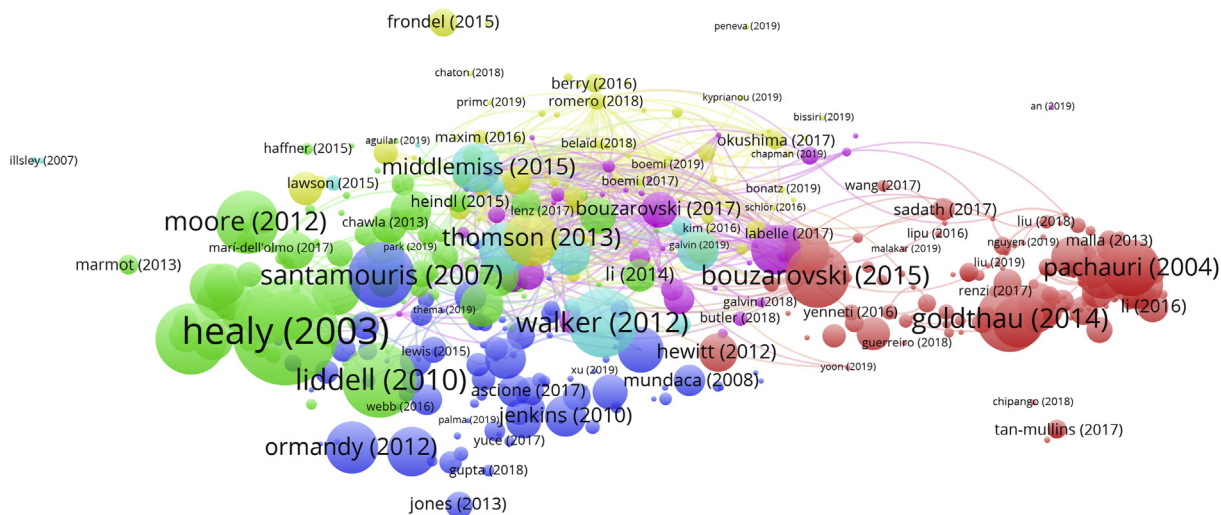 frondel (2015)
peneva (2019)
chaton (2018)
berry (2016)
primc (2019)
romero (2018)
kyprianou (2019)
an (2019)
bissiri (2019)
maxim (2016)
aguilar (2019)
belaïd (2018)
okushima (2017)
haffner (2015)
chapman (2019)
illsley (2007)
middlemiss (2015)
boemi (2019)
lawson (2015)
boemi (2017)
bonatz (2019)
wang (2017)
heindl (2015)
lenz (2017)
bouzarovski (2017)
schlör (2016)
sadath (2017)
moore (2012)
chawla (2013)
kim (2016)
labelle (2017)
lipu (2016)
liu (2018)
thomson (2013)
marí-dell'olmo (2017)
park (2019)
galvin (2019)
malakar (2019)
nguyen (2019)
malla (2013)
marmot (2013)
santamouris (2007)
li (2014)
bouzarovski (2015)
liu (2019)
pachauri (2004)
renzi (2017)
galvin (2018)
li (2016)
thema (2019)
butler (2018)
yenneti (2016)
goldthau (2014)
healy (2003)
walker (2012)
guerreiro (2018)
lewis (2015)
hewitt (2012)
yoon (2019)
xu (2019)
liddell (2010)
mundaca (2008)
ascione (2017)
webb (2016)
chipango (2018)
jenkins (2010)
palma (2019)
tan-mullins (2017)
yuce (2017)
ormandy (2012)
gupta (2018)
jones (2013)